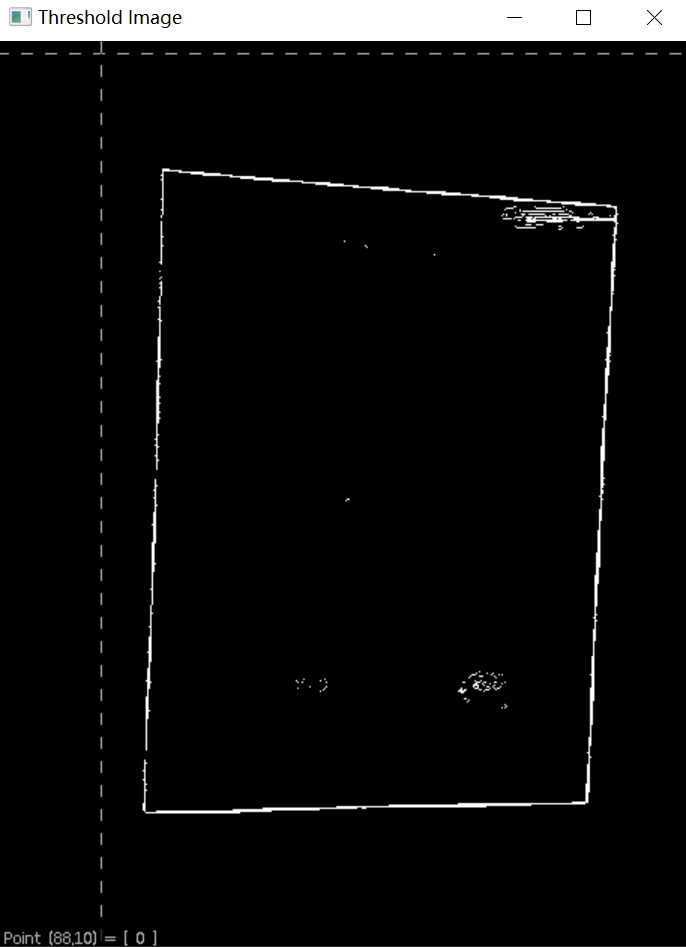 Threshold Image
Point (88,10) = [ 0 ]